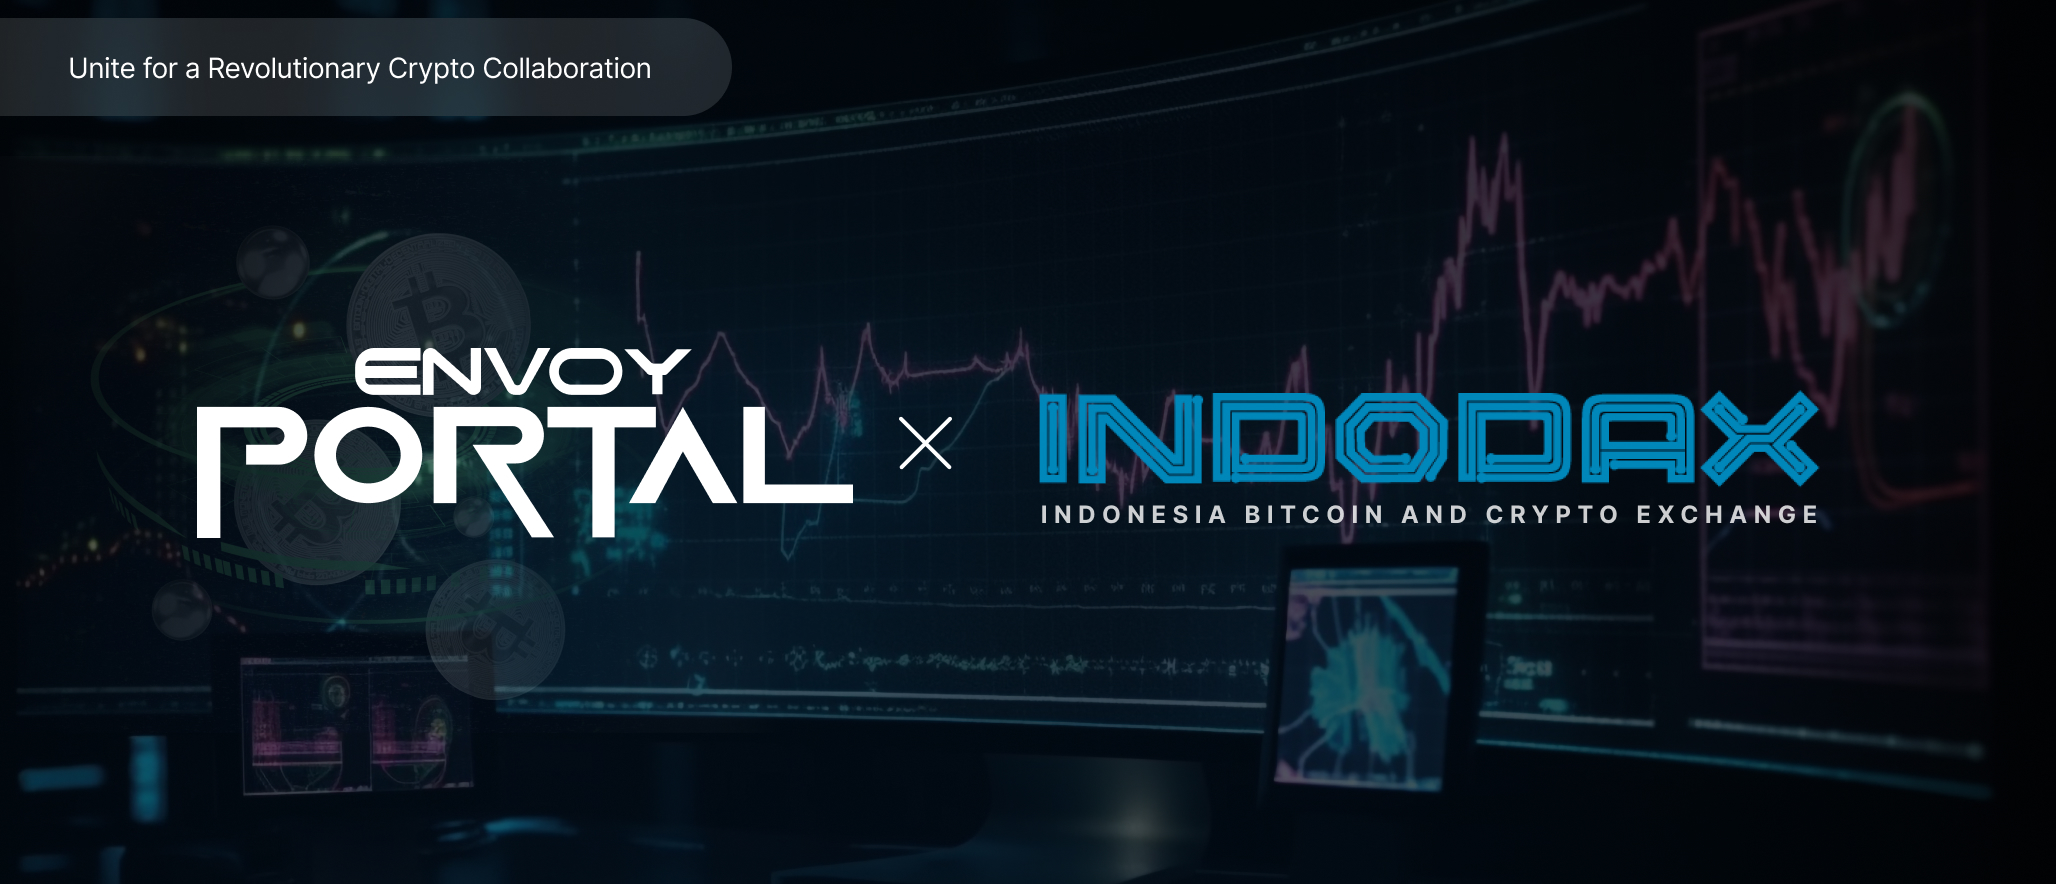 Unite for a Revolutionary Crypto Collaboration
ENVOY
PORTAL
INDODAX
INDONESIA BITCOIN AND CRYPTO EXCHANGE